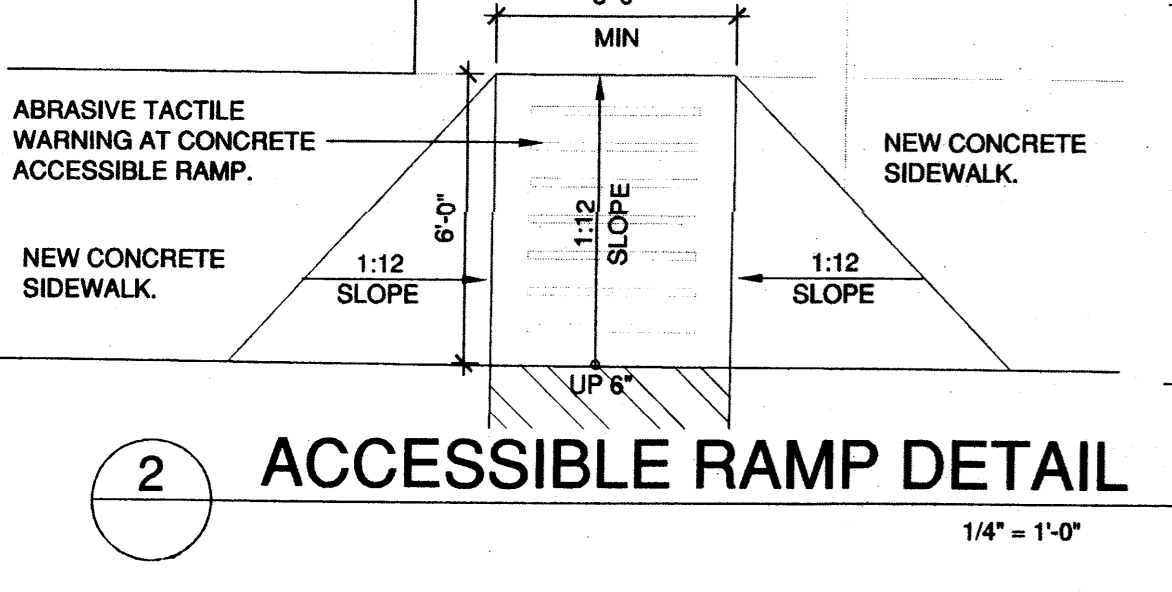 MIN
ABRASIVE TACTILE
WARNING AT CONCRETE
ACCESSIBLE RAMP.
NEW CONCRETE
SIDEWALK.
6'-0"
1:12
SLOPE
NEW CONCRETE
SIDEWALK.
1:12
SLOPE
1:12
SLOPE
UP 6"
2
ACCESSIBLE RAMP DETAIL
1/4" = 1'-0"